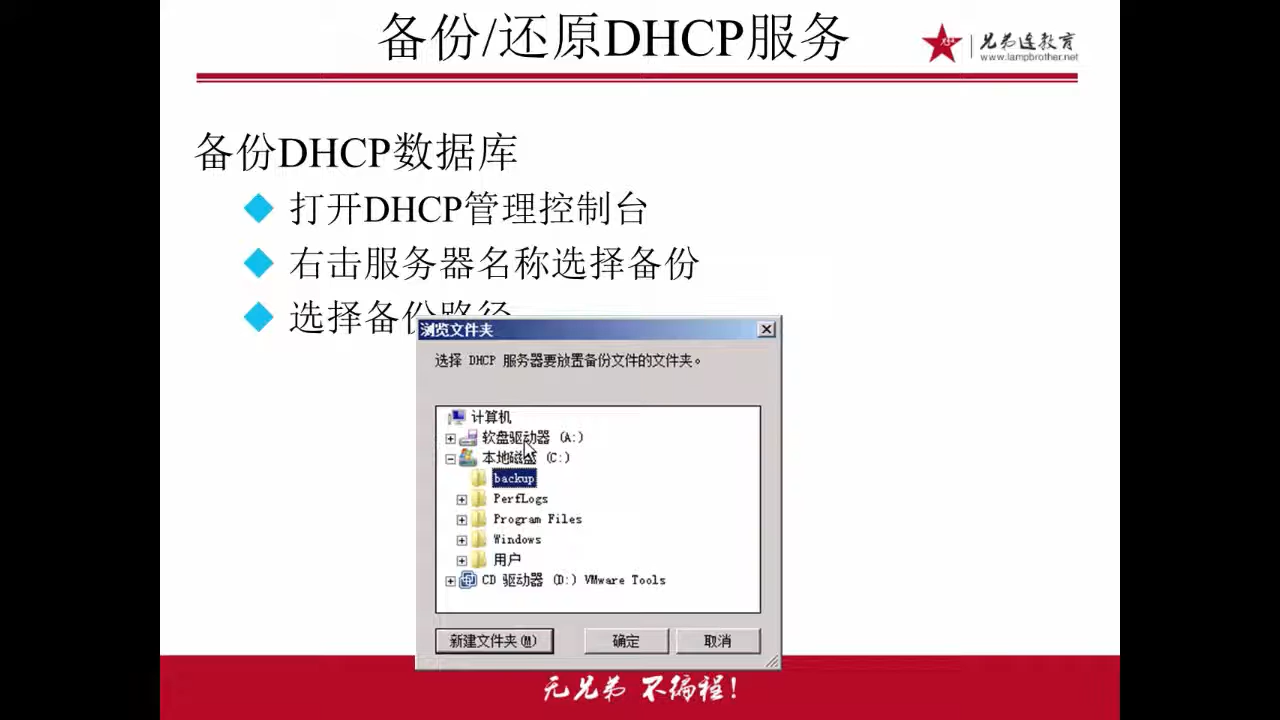 备份/还原DHCP服务
兄弟连教育
www.lampbrother.net
备份DHCP数据库
打开DHCP管理控制台
右击服务器名称选择备份
选择备份路径
浏览文件夹
选择 DHCP 服务器要放置备份文件的文件夹。
计算机
软盘驱动器 (A:)
本地磁盘 (C:)
backup
PerfLogs
Program Files
Windows
用户
CD 驱动器 (D:) VMware Tools
新建文件夹(M)
确定
取消
无兄弟 不编程!